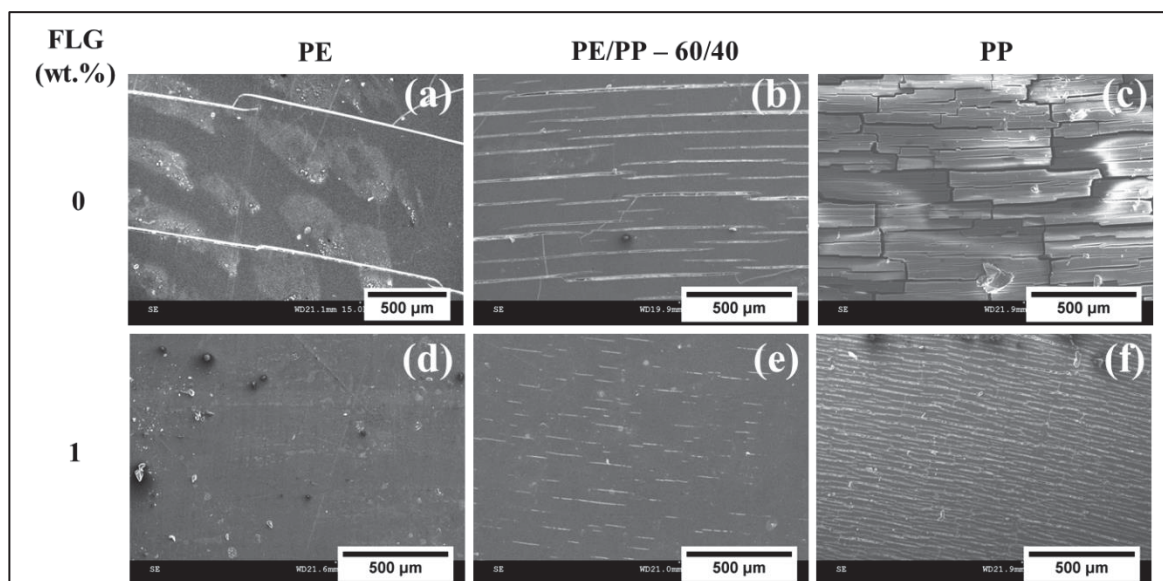 FLG
(wt.%)
PE
PE/PP – 60/40
PP
0
(a)
(b)
(c)
SE WD21.1mm 15.0 500 µm
SE WD19.9mm 500 µm
SE WD21.9mm 500 µm
1
(d)
(e)
(f)
SE WD21.6mm 500 µm
SE WD21.0mm 500 µm
SE WD21.9mm 500 µm